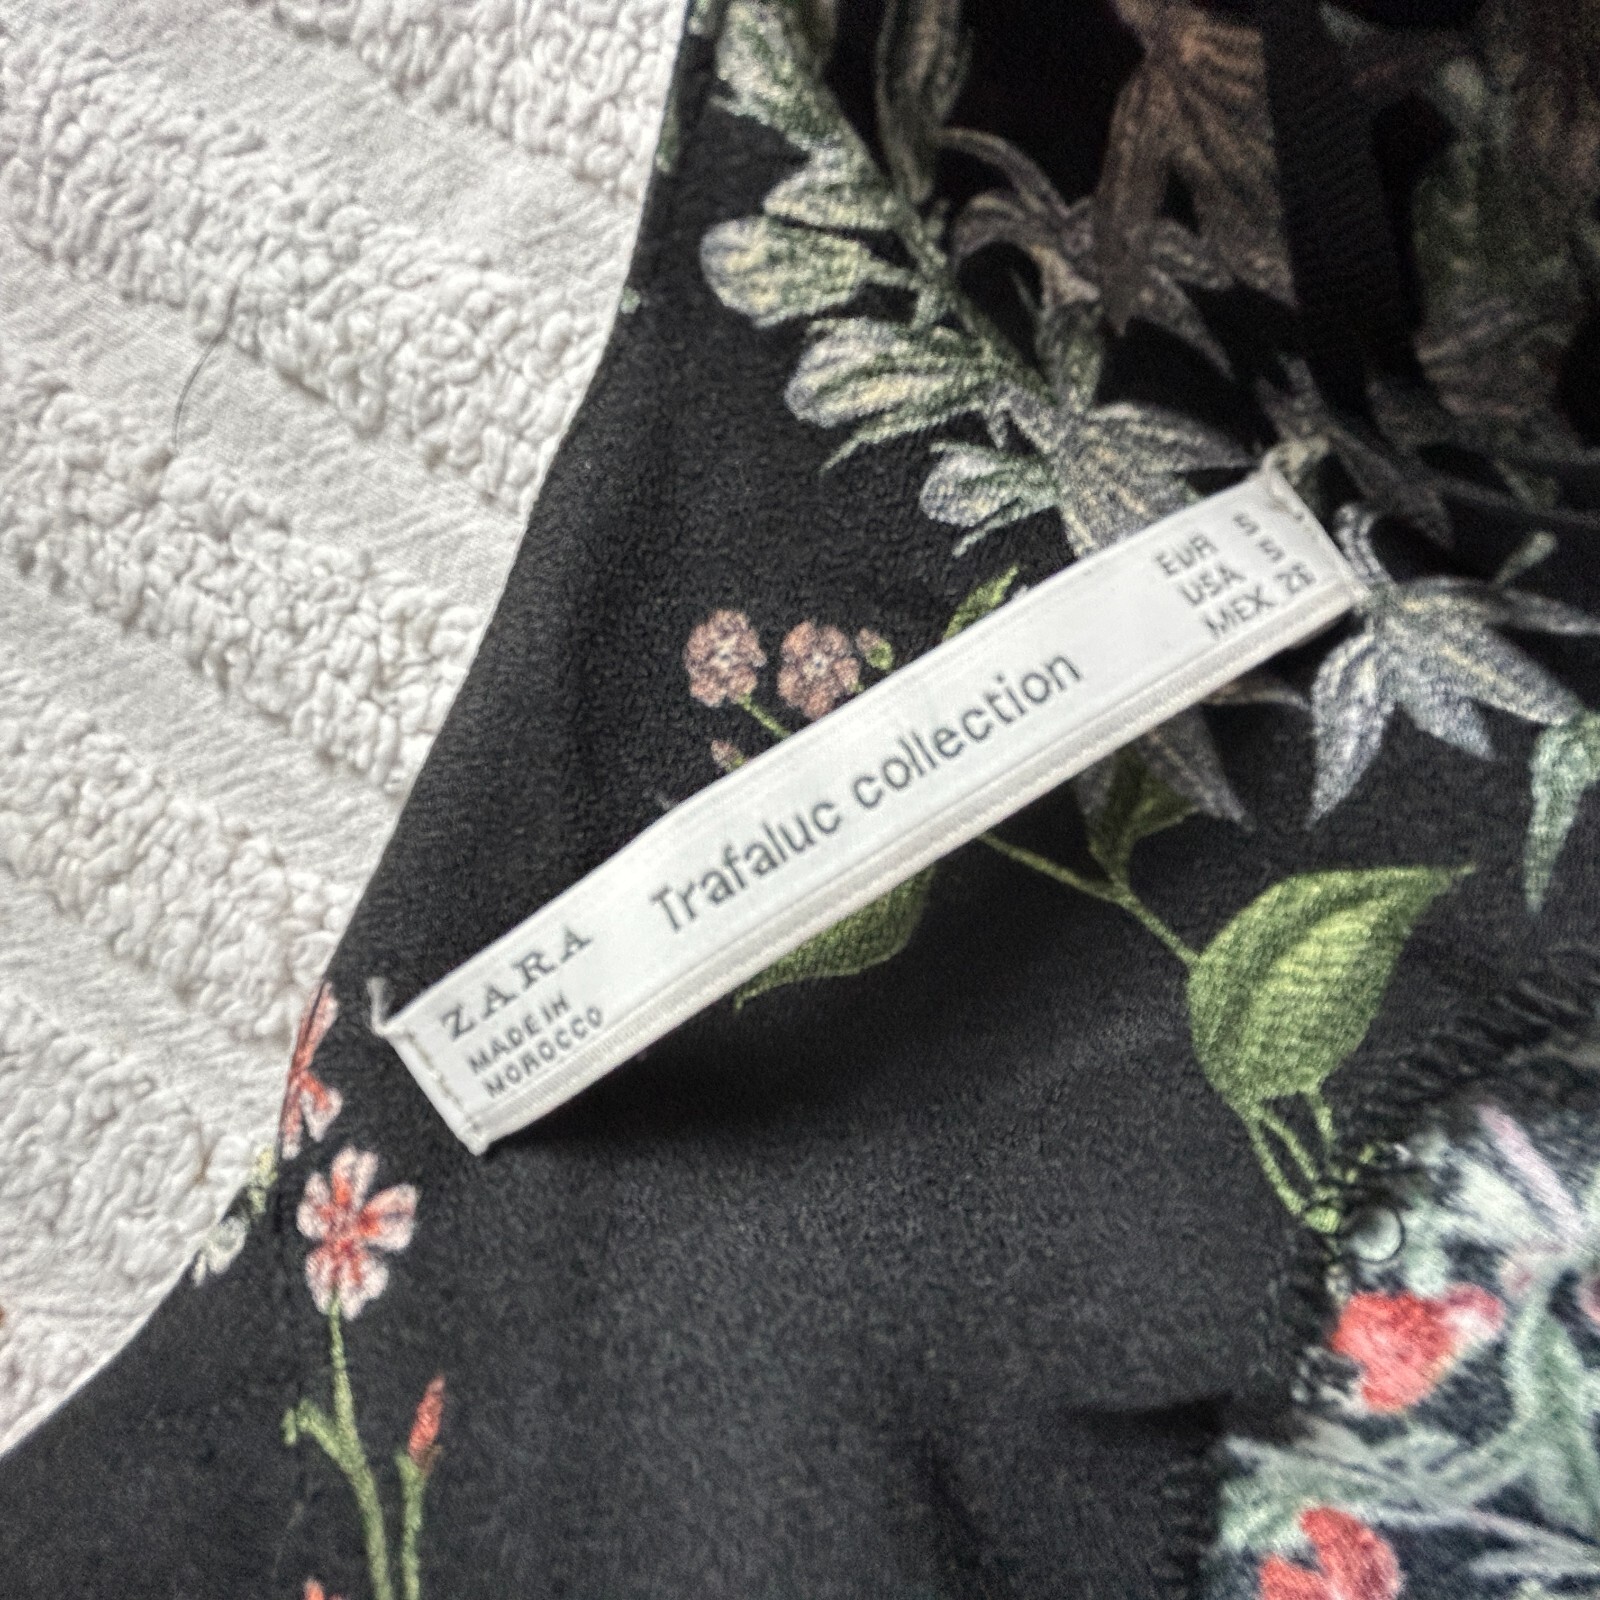 ZARA
MADE IN
MOROCCO
Trafaluc collection
EUR S
USA S
MEX 26